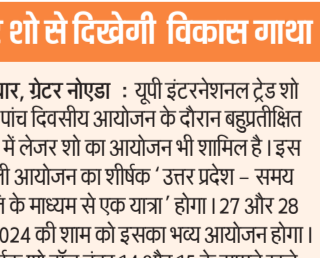 शो से दिखेगी विकास गाथा
ग्रेटर नोएडा : यूपी इंटरनेशनल ट्रेड शो
पांच दिवसीय आयोजन के दौरान बहुप्रतीक्षित
में लेजर शो का आयोजन भी शामिल है। इस
आयोजन का शीर्षक ‘ उत्तर प्रदेश – समय
के माध्यम से एक यात्रा’ होगा। 27 और 28
2024 की शाम को इसका भव्य आयोजन होगा।